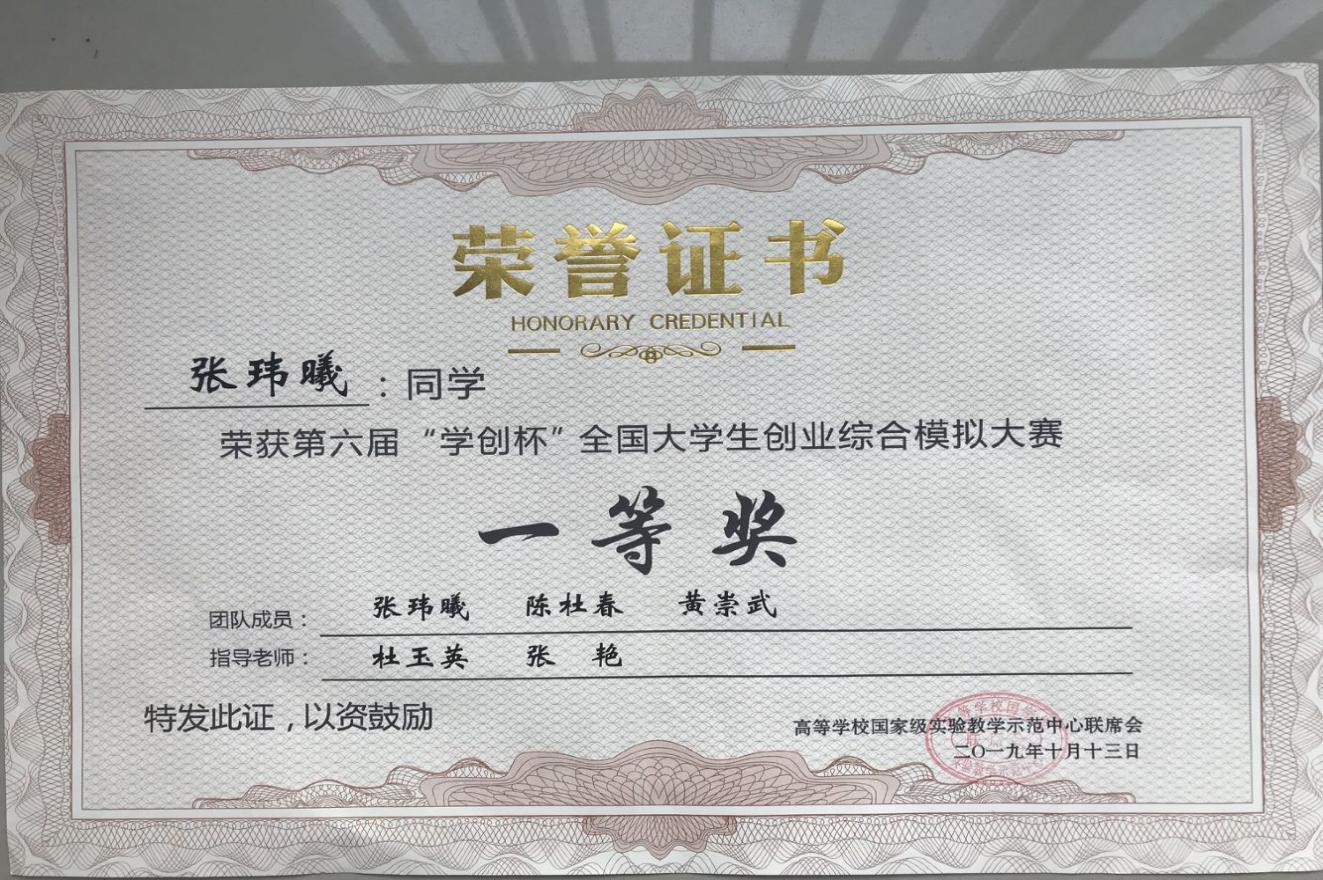 荣誉证书
HONORARY CREDENTIAL
张玮曦：同学
荣获第六届“学创杯”全国大学生创业综合模拟大赛
一等奖
团队成员： 张玮曦 陈杜春 黄崇武
指导老师： 杜玉英 张 艳
特发此证，以资鼓励
高等学校国家级实验教学示范中心联席会
二〇一九年十月十三日